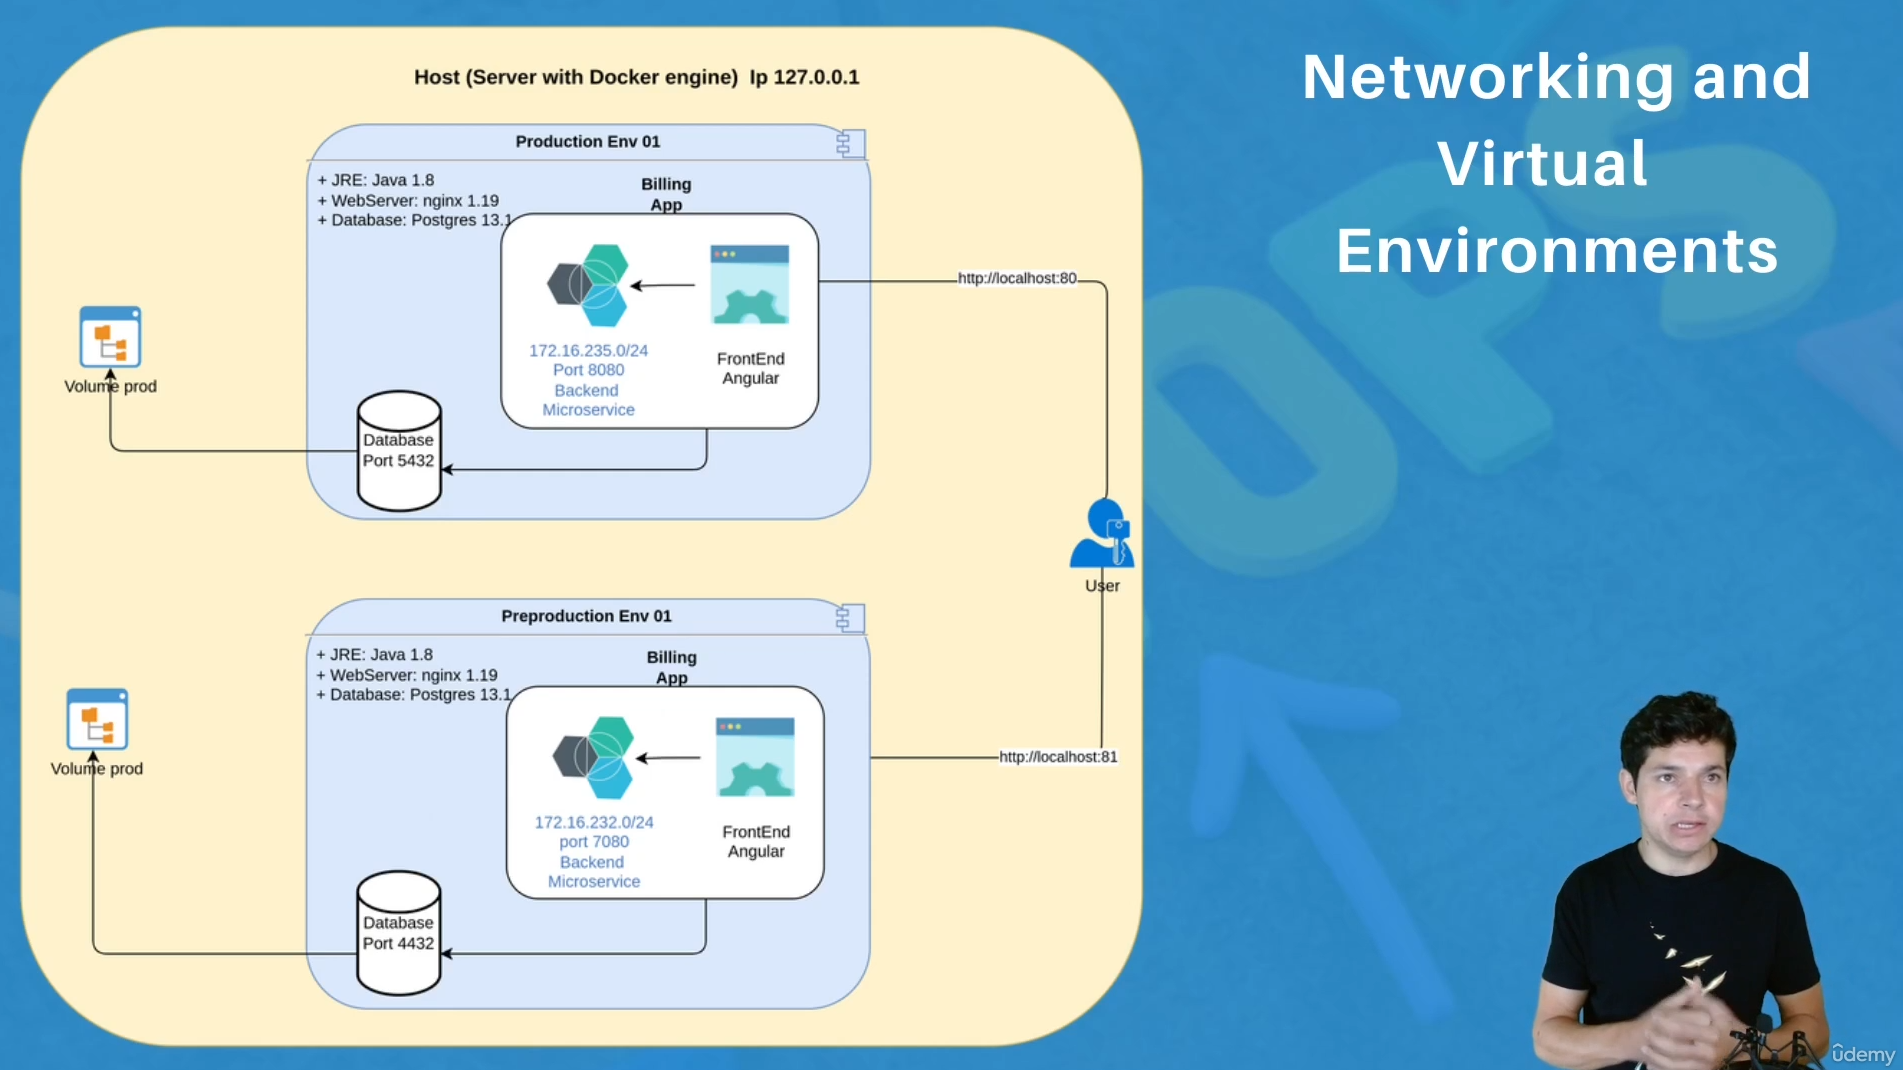 Networking and
Virtual
Environments
Host (Server with Docker engine)  Ip 127.0.0.1
Production Env 01
+ JRE: Java 1.8
+ WebServer: nginx 1.19
+ Database: Postgres 13.1
Billing
App
172.16.235.0/24
Port 8080
Backend
Microservice
FrontEnd
Angular
http://localhost:80
Volume prod
Database
Port 5432
User
Preproduction Env 01
+ JRE: Java 1.8
+ WebServer: nginx 1.19
+ Database: Postgres 13.1
Billing
App
172.16.232.0/24
port 7080
Backend
Microservice
FrontEnd
Angular
http://localhost:81
Volume prod
Database
Port 4432
ûdemy